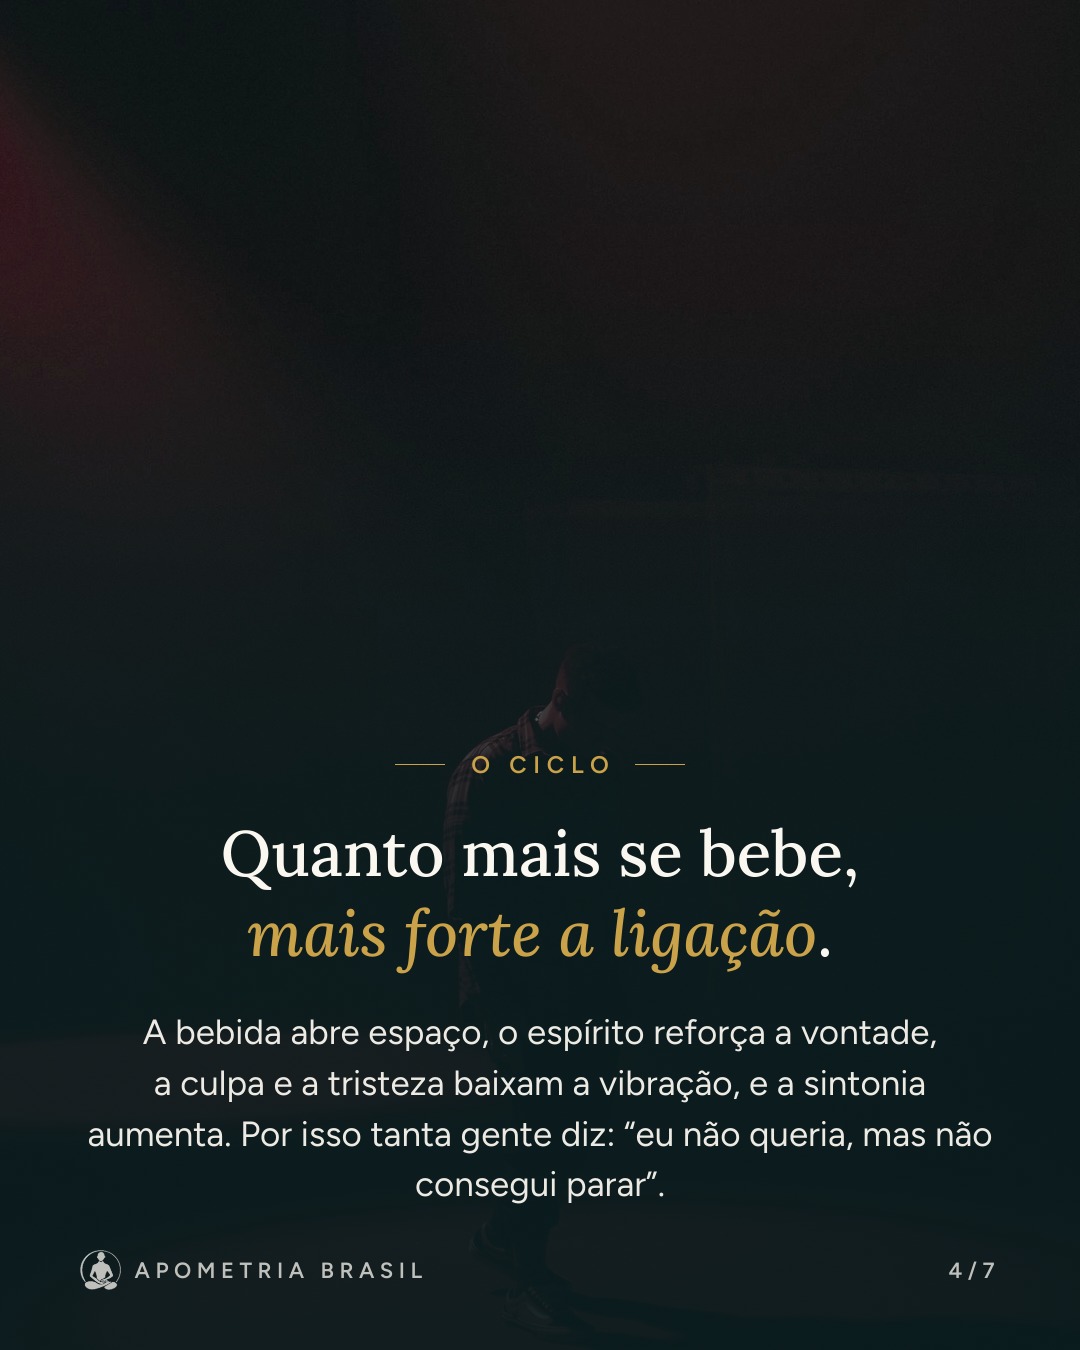 O CICLO
Quanto mais se bebe,
mais forte a ligação.
A bebida abre espaço, o espírito reforça a vontade,
a culpa e a tristeza baixam a vibração, e a sintonia
aumenta. Por isso tanta gente diz: “eu não queria, mas não
consegui parar”.
APOMETRIA BRASIL
4/7